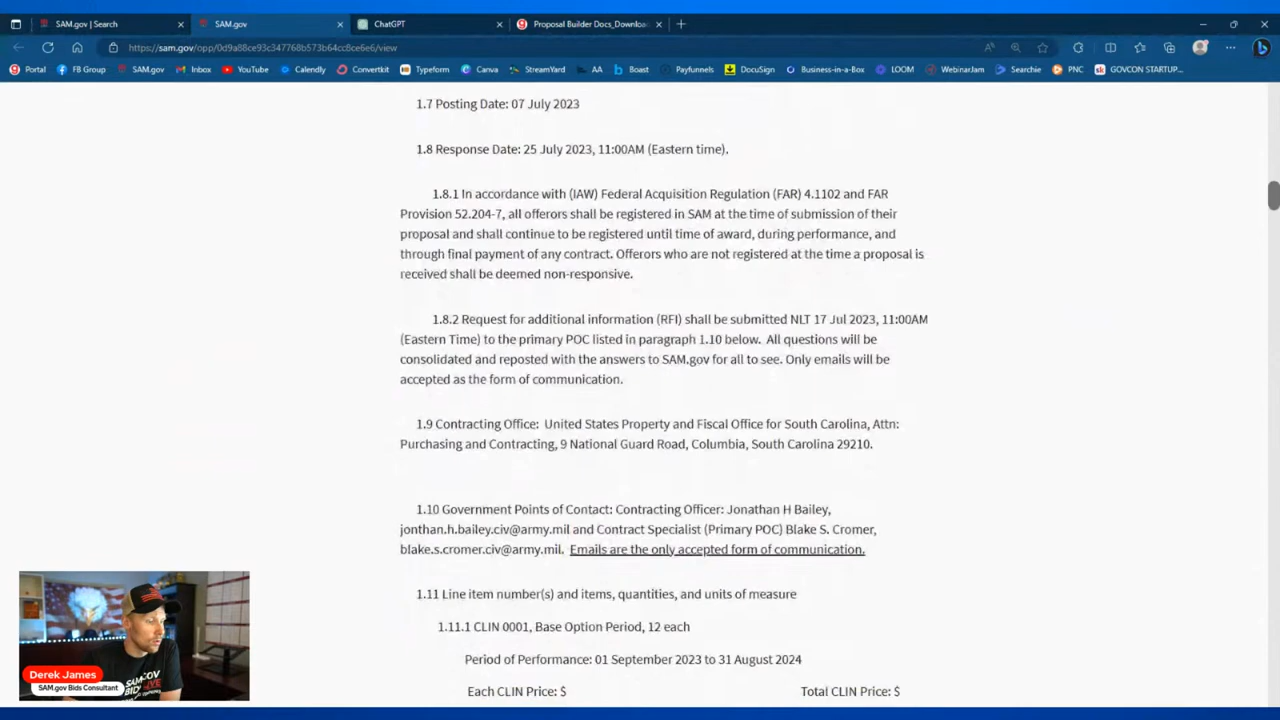 SAM.gov | Search
SAM.gov
ChatGPT
Proposal Builder Docs_Downloa
https://sam.gov/opp/0d9a88ce93c347768b573b64cc8ce6e6/view
Portal
FB Group
SAM.gov
Inbox
YouTube
Calendly
Convertkit
Typeform
Canva
StreamYard
AA
Boast
Payfunnels
DocuSign
Business-in-a-Box
LOOM
WebinarJam
Searchie
PNC
GOVCON STARTUP...
1.7 Posting Date: 07 July 2023
1.8 Response Date: 25 July 2023, 11:00AM (Eastern time).
1.8.1 In accordance with (IAW) Federal Acquisition Regulation (FAR) 4.1102 and FAR
Provision 52.204-7, all offerors shall be registered in SAM at the time of submission of their
proposal and shall continue to be registered until time of award, during performance, and
through final payment of any contract. Offerors who are not registered at the time a proposal is
received shall be deemed non-responsive.
1.8.2 Request for additional information (RFI) shall be submitted NLT 17 Jul 2023, 11:00AM
(Eastern Time) to the primary POC listed in paragraph 1.10 below. All questions will be
consolidated and reposted with the answers to SAM.gov for all to see. Only emails will be
accepted as the form of communication.
1.9 Contracting Office: United States Property and Fiscal Office for South Carolina, Attn:
Purchasing and Contracting, 9 National Guard Road, Columbia, South Carolina 29210.
1.10 Government Points of Contact: Contracting Officer: Jonathan H Bailey,
jonthan.h.bailey.civ@army.mil and Contract Specialist (Primary POC) Blake S. Cromer,
blake.s.cromer.civ@army.mil. Emails are the only accepted form of communication.
1.11 Line item number(s) and items, quantities, and units of measure
1.11.1 CLIN 0001, Base Option Period, 12 each
Period of Performance: 01 September 2023 to 31 August 2024
Each CLIN Price: $ Total CLIN Price: $
Derek James
SAM.gov Bids Consultant